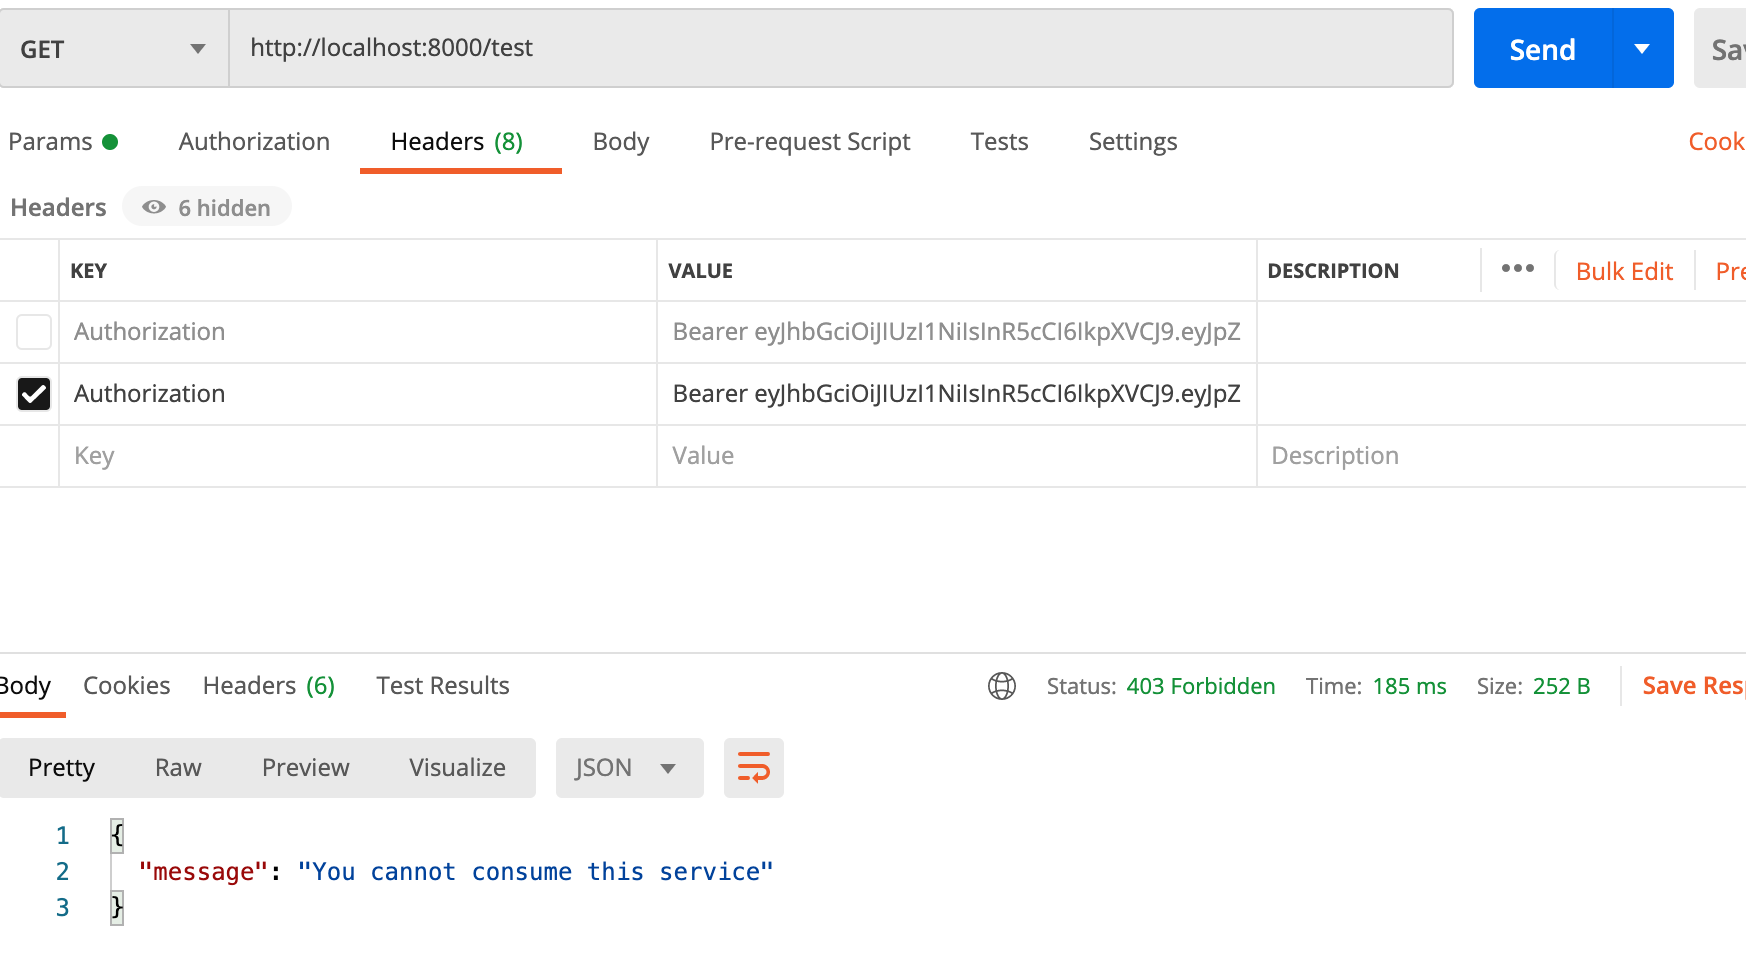 GET
http://localhost:8000/test
Send
Sav
Params
Authorization
Headers (8)
Body
Pre-request Script
Tests
Settings
Cook
Headers
6 hidden
KEY
VALUE
DESCRIPTION
Bulk Edit
Pre
Authorization
Bearer eyJhbGciOiJIUzI1NiIsInR5cCI6IkpXVCJ9.eyJpZ
Authorization
Bearer eyJhbGciOiJIUzI1NiIsInR5cCI6IkpXVCJ9.eyJpZ
Key
Value
Description
Body
Cookies
Headers (6)
Test Results
Status: 403 Forbidden
Time: 185 ms
Size: 252 B
Save Resp
Pretty
Raw
Preview
Visualize
JSON
1 {
2 "message": "You cannot consume this service"
3 }